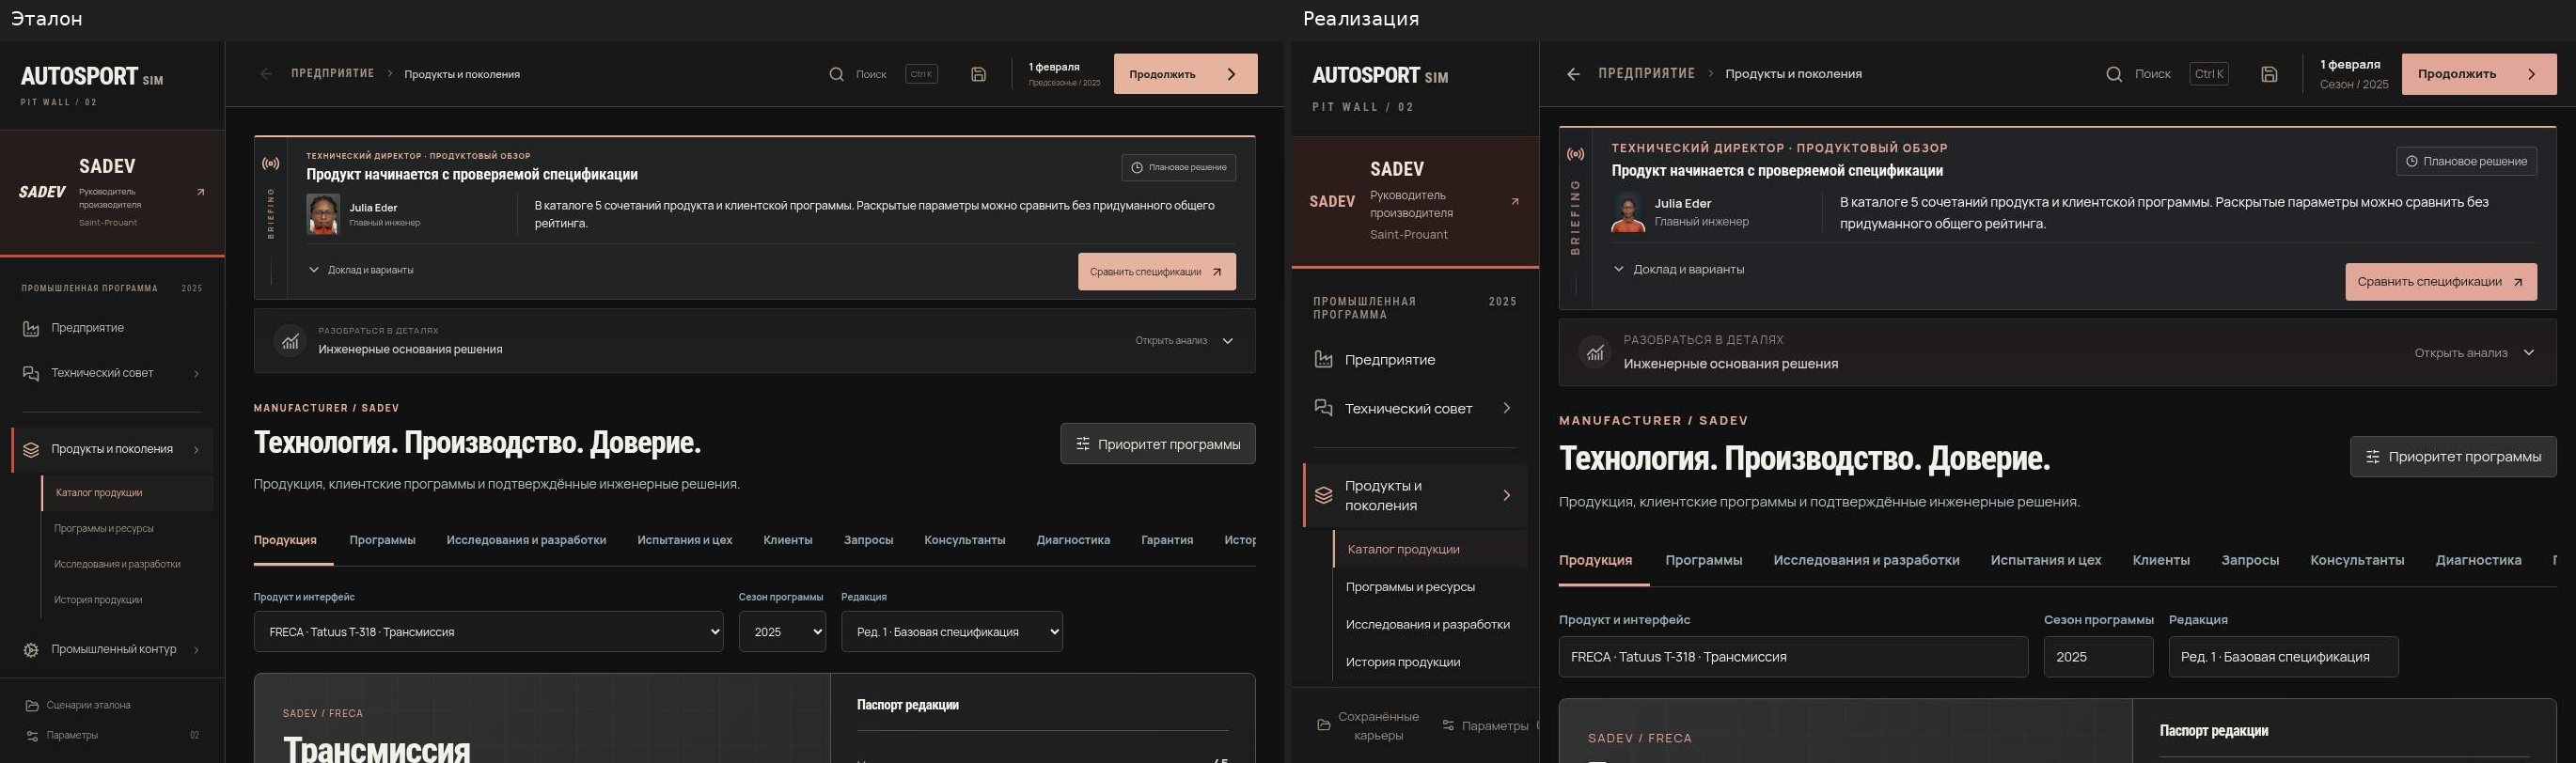 Эталон
AUTOSPORT SIM
PIT WALL / 02
SADEV
SADEV
Руководитель
производителя
Saint-Prouant
ПРОМЫШЛЕННАЯ ПРОГРАММА 2025
Предприятие
Технический совет
Продукты и поколения
Каталог продукции
Программы и ресурсы
Исследования и разработки
История продукции
Промышленный контур
Сценарии эталона
Параметры 02
ПРЕДПРИЯТИЕ > Продукты и поколения
Поиск Ctrl K
1 февраля
Предсезонье / 2025
Продолжить
BRIEFING
ТЕХНИЧЕСКИЙ ДИРЕКТОР · ПРОДУКТОВЫЙ ОБЗОР
Продукт начинается с проверяемой спецификации
Плановое решение
Julia Eder
Главный инженер
В каталоге 5 сочетаний продукта и клиентской программы. Раскрытые параметры можно сравнить без придуманного общего
рейтинга.
Доклад и варианты
Сравнить спецификации
РАЗОБРАТЬСЯ В ДЕТАЛЯХ
Инженерные основания решения
Открыть анализ
MANUFACTURER / SADEV
Технология. Производство. Доверие.
Приоритет программы
Продукция, клиентские программы и подтверждённые инженерные решения.
Продукция Программы Исследования и разработки Испытания и цех Клиенты Запросы Консультанты Диагностика Гарантия Истор
Продукт и интерфейс Сезон программы Редакция
FRECA · Tatuus T-318 · Трансмиссия 2025 Ред. 1 · Базовая спецификация
SADEV / FRECA
Трансмиссия
Паспорт редакции
Реализация
AUTOSPORT SIM
PIT WALL / 02
SADEV
SADEV
Руководитель
производителя
Saint-Prouant
ПРОМЫШЛЕННАЯ 2025
ПРОГРАММА
Предприятие
Технический совет
Продукты и
поколения
Каталог продукции
Программы и ресурсы
Исследования и разработки
История продукции
Сохранённые
карьеры
Параметры
ПРЕДПРИЯТИЕ > Продукты и поколения
Поиск Ctrl K
1 февраля
Сезон / 2025
Продолжить
BRIEFING
ТЕХНИЧЕСКИЙ ДИРЕКТОР · ПРОДУКТОВЫЙ ОБЗОР
Продукт начинается с проверяемой спецификации
Плановое решение
Julia Eder
Главный инженер
В каталоге 5 сочетаний продукта и клиентской программы. Раскрытые параметры можно сравнить без
придуманного общего рейтинга.
Доклад и варианты
Сравнить спецификации
РАЗОБРАТЬСЯ В ДЕТАЛЯХ
Инженерные основания решения
Открыть анализ
MANUFACTURER / SADEV
Технология. Производство. Доверие.
Приоритет программы
Продукция, клиентские программы и подтверждённые инженерные решения.
Продукция Программы Исследования и разработки Испытания и цех Клиенты Запросы Консультанты Диагностика
Продукт и интерфейс Сезон программы Редакция
FRECA · Tatuus T-318 · Трансмиссия 2025 Ред. 1 · Базовая спецификация
SADEV / FRECA
Паспорт редакции